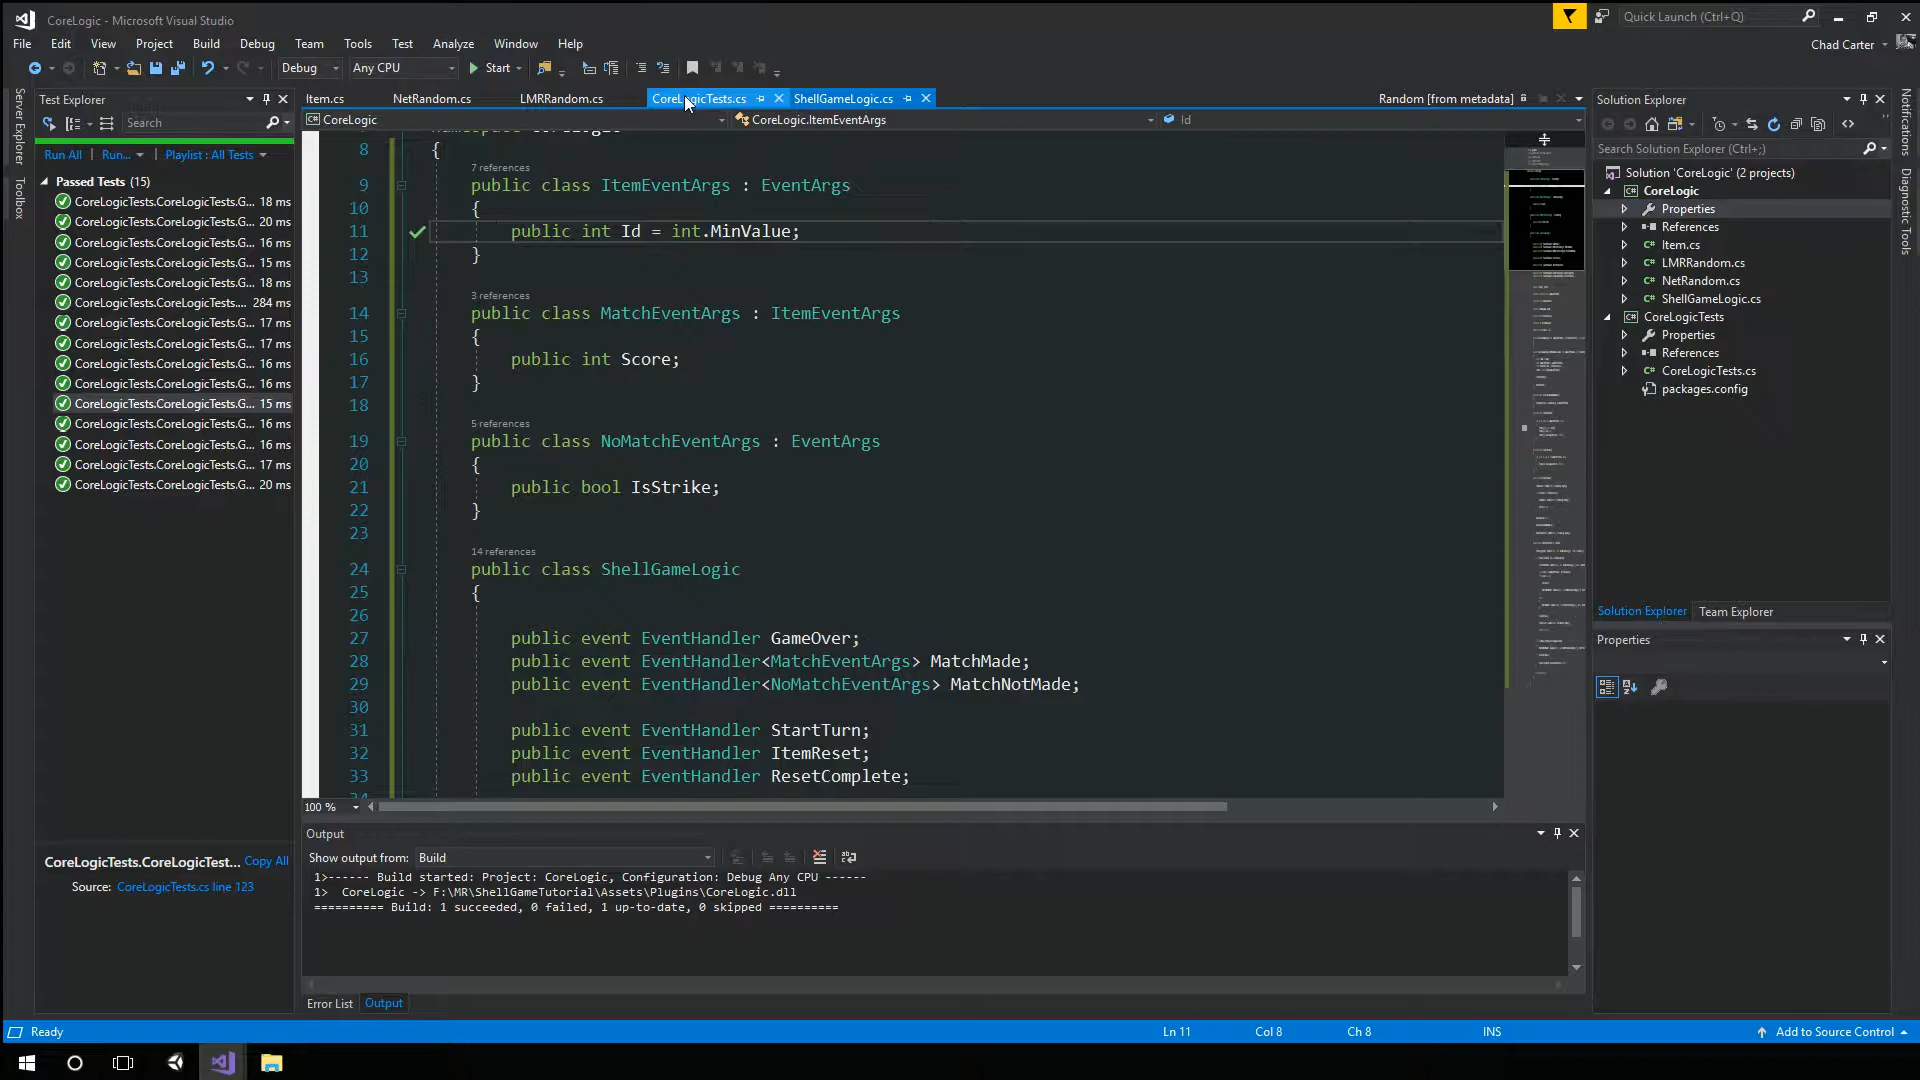 CoreLogic - Microsoft Visual Studio
Quick Launch (Ctrl+Q)
File Edit View Project Build Debug Team Tools Test Analyze Window Help
Chad Carter
Debug Any CPU Start
Server Explorer
Toolbox
Test Explorer
Search
Run All Run... Playlist : All Tests
Passed Tests (15)
CoreLogicTests.CoreLogicTests.G... 18 ms
CoreLogicTests.CoreLogicTests.G... 20 ms
CoreLogicTests.CoreLogicTests.G... 16 ms
CoreLogicTests.CoreLogicTests.G... 15 ms
CoreLogicTests.CoreLogicTests.G... 18 ms
CoreLogicTests.CoreLogicTests.... 284 ms
CoreLogicTests.CoreLogicTests.G... 17 ms
CoreLogicTests.CoreLogicTests.G... 17 ms
CoreLogicTests.CoreLogicTests.G... 16 ms
CoreLogicTests.CoreLogicTests.G... 16 ms
CoreLogicTests.CoreLogicTests.G... 15 ms
CoreLogicTests.CoreLogicTests.G... 16 ms
CoreLogicTests.CoreLogicTests.G... 16 ms
CoreLogicTests.CoreLogicTests.G... 17 ms
CoreLogicTests.CoreLogicTests.G... 20 ms
CoreLogicTests.CoreLogicTest... Copy All
Source: CoreLogicTests.cs line 123
Item.cs NetRandom.cs LMRRandom.cs CoreLogicTests.cs ShellGameLogic.cs Random [from metadata]
CoreLogic CoreLogic.ItemEventArgs Id
8 {
7 references
9 public class ItemEventArgs : EventArgs
10 {
11 public int Id = int.MinValue;
12 }
13
3 references
14 public class MatchEventArgs : ItemEventArgs
15 {
16 public int Score;
17 }
18
5 references
19 public class NoMatchEventArgs : EventArgs
20 {
21 public bool IsStrike;
22 }
23
14 references
24 public class ShellGameLogic
25 {
26
27 public event EventHandler GameOver;
28 public event EventHandler<MatchEventArgs> MatchMade;
29 public event EventHandler<NoMatchEventArgs> MatchNotMade;
30
31 public event EventHandler StartTurn;
32 public event EventHandler ItemReset;
33 public event EventHandler ResetComplete;
100 %
Output
Show output from: Build
1>------ Build started: Project: CoreLogic, Configuration: Debug Any CPU ------
1> CoreLogic -> F:\MR\ShellGameTutorial\Assets\Plugins\CoreLogic.dll
========== Build: 1 succeeded, 0 failed, 1 up-to-date, 0 skipped ==========
Error List Output
Solution Explorer
Search Solution Explorer (Ctrl+;)
Solution 'CoreLogic' (2 projects)
CoreLogic
Properties
References
Item.cs
LMRRandom.cs
NetRandom.cs
ShellGameLogic.cs
CoreLogicTests
Properties
References
CoreLogicTests.cs
packages.config
Solution Explorer Team Explorer
Properties
Notifications
Diagnostic Tools
Ready Ln 11 Col 8 Ch 8 INS Add to Source Control